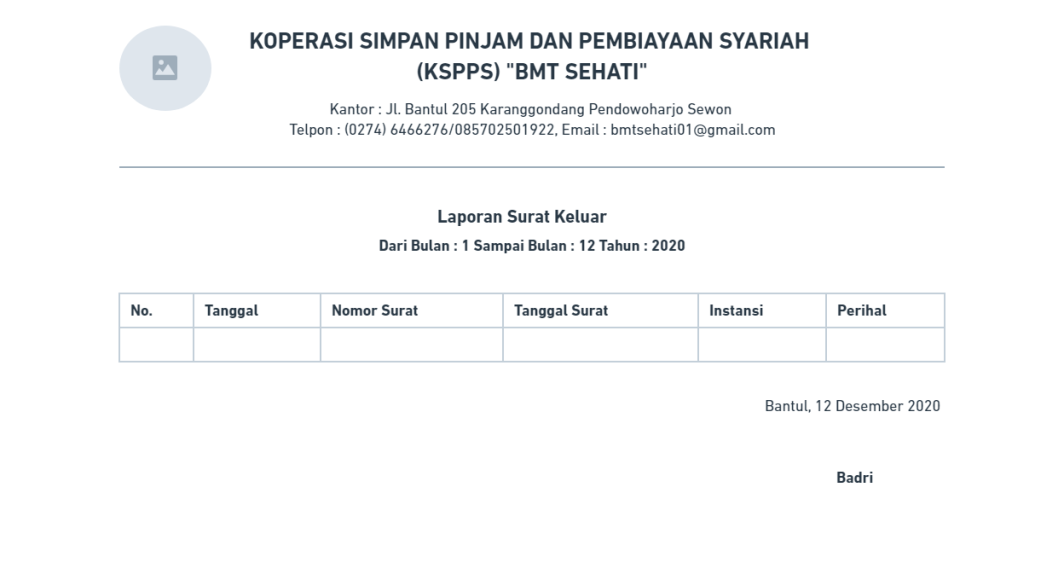 KOPERASI SIMPAN PINJAM DAN PEMBIAYAAN SYARIAH
(KSPPS) "BMT SEHATI"
Kantor : Jl. Bantul 205 Karanggondang Pendowoharjo Sewon
Telpon : (0274) 6466276/085702501922, Email : bmtsehati01@gmail.com
Laporan Surat Keluar
Dari Bulan : 1 Sampai Bulan : 12 Tahun : 2020
No. Tanggal Nomor Surat Tanggal Surat Instansi Perihal
Bantul, 12 Desember 2020
Badri